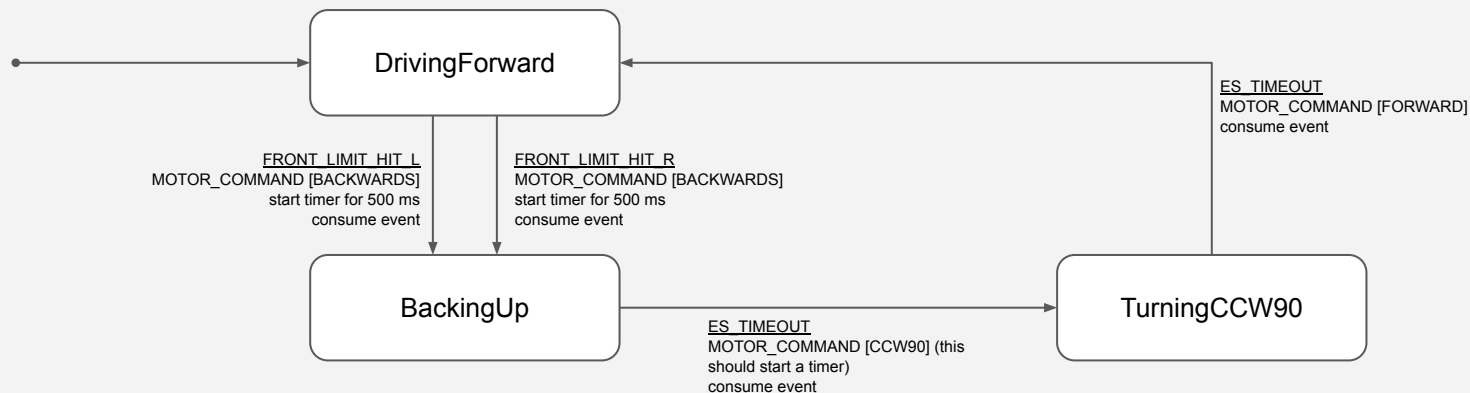 DrivingForward
ES_TIMEOUT
MOTOR_COMMAND [FORWARD]
consume event
FRONT_LIMIT_HIT_L
MOTOR_COMMAND [BACKWARDS]
start timer for 500 ms
consume event
FRONT_LIMIT_HIT_R
MOTOR_COMMAND [BACKWARDS]
start timer for 500 ms
consume event
BackingUp
TurningCCW90
ES_TIMEOUT
MOTOR_COMMAND [CCW90] (this
should start a timer)
consume event